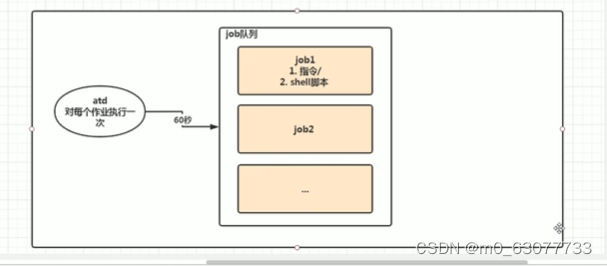 job队列
job1
1. 指令/
2. shell脚本
atd
对每个作业执行一
次
60秒
job2
...
CSDN @m0_63077733